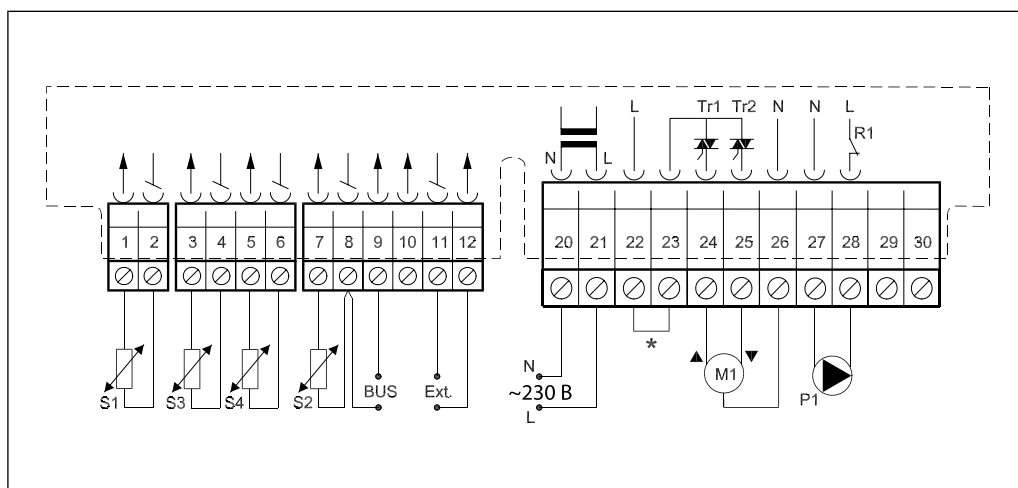 L Tr1 Tr2 N N L
R1
N L
1 2 3 4 5 6 7 8 9 10 11 12
20 21 22 23 24 25 26 27 28 29 30
*
N
M1
BUS Ext.
~230 В
S1 S3 S4 S2
P1
L